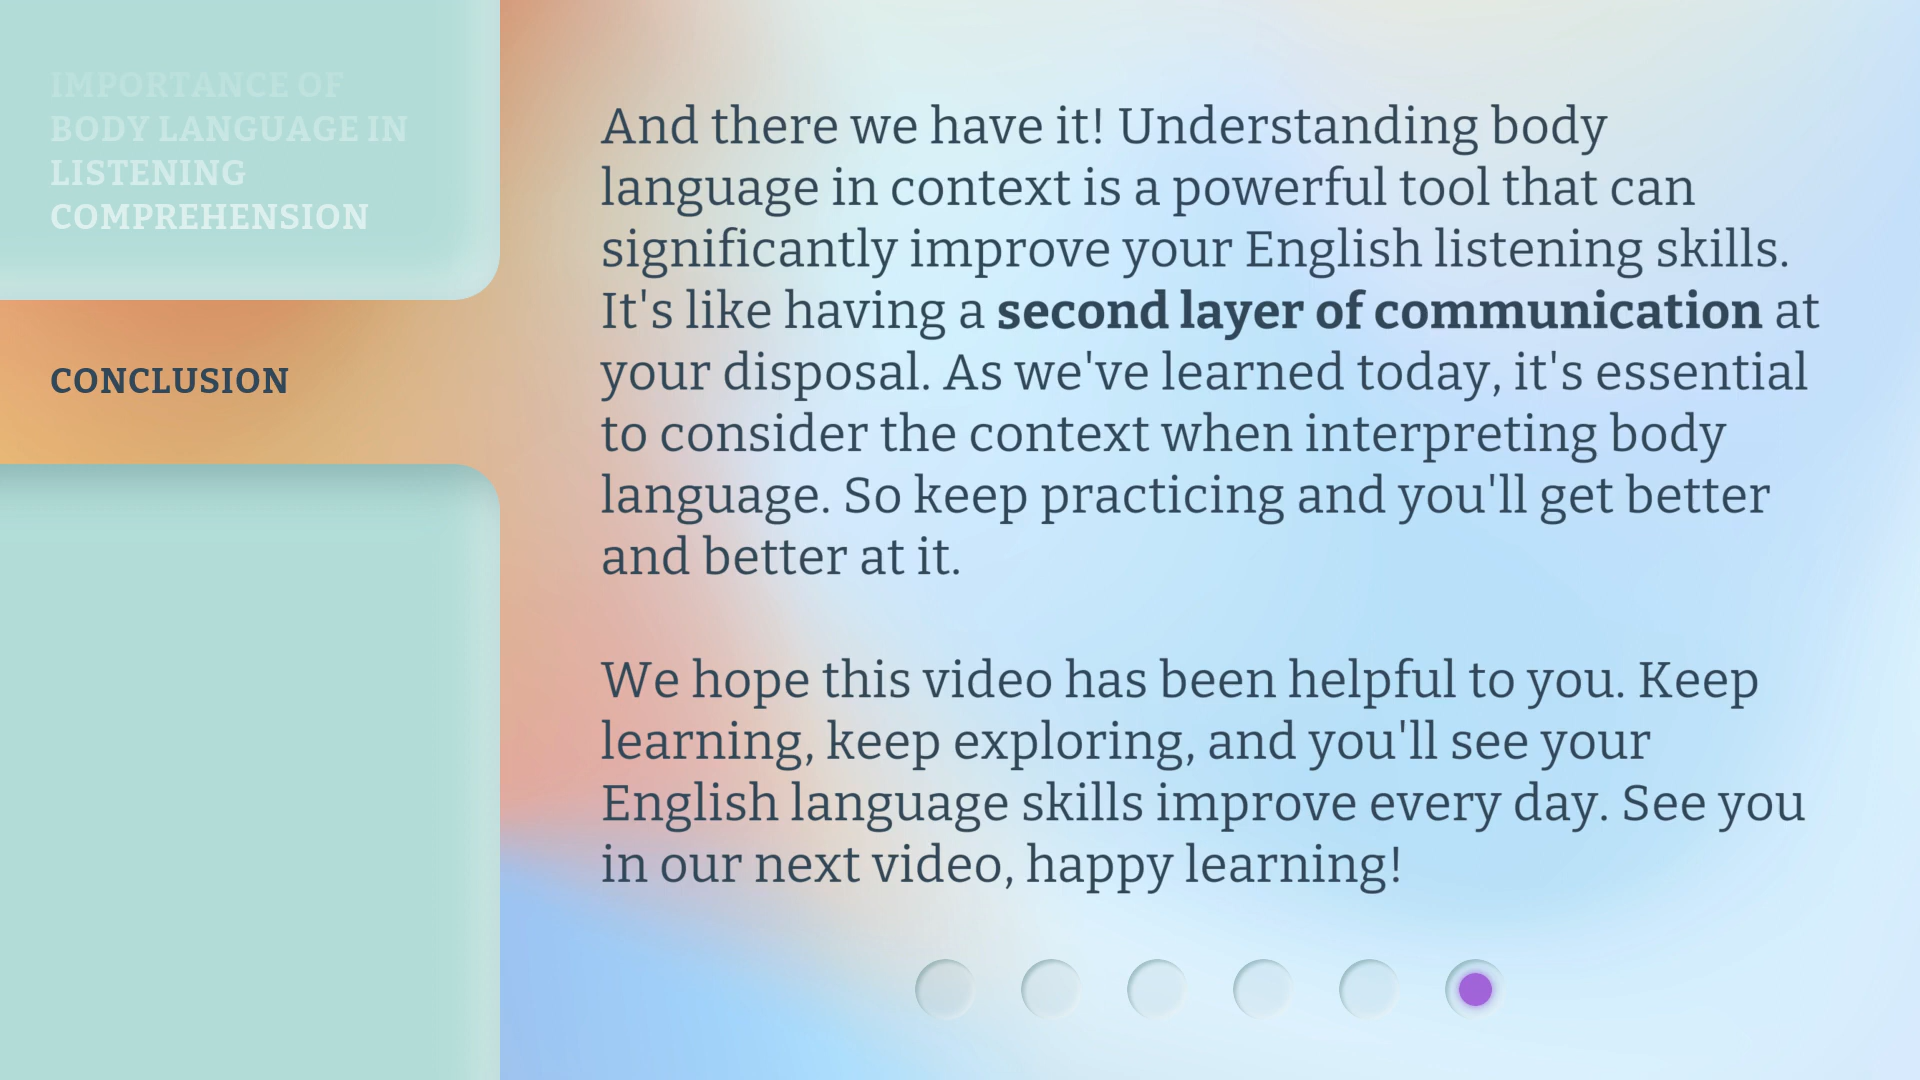 IMPORTANCE OF
BODY LANGUAGE IN
LISTENING
COMPREHENSION
CONCLUSION
And there we have it! Understanding body
language in context is a powerful tool that can
significantly improve your English listening skills.
It's like having a second layer of communication at
your disposal. As we've learned today, it's essential
to consider the context when interpreting body
language. So keep practicing and you'll get better
and better at it.
We hope this video has been helpful to you. Keep
learning, keep exploring, and you'll see your
English language skills improve every day. See you
in our next video, happy learning!